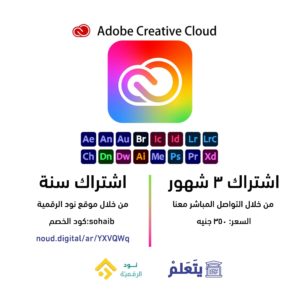 Adobe Creative Cloud
Ae An Au Br Ic Id Lr LrC
Ch Dn Dw Ai Me Ps Pr Xd
اشتراك ٣ شهور
من خلال التواصل المباشر معنا
السعر: ٣٥٠ جنيه
اشتراك سنة
من خلال موقع نود الرقمية
كود الخصم:sohaib
noud.digital/ar/YXVQWq
نود
الرقمية
يتعلم